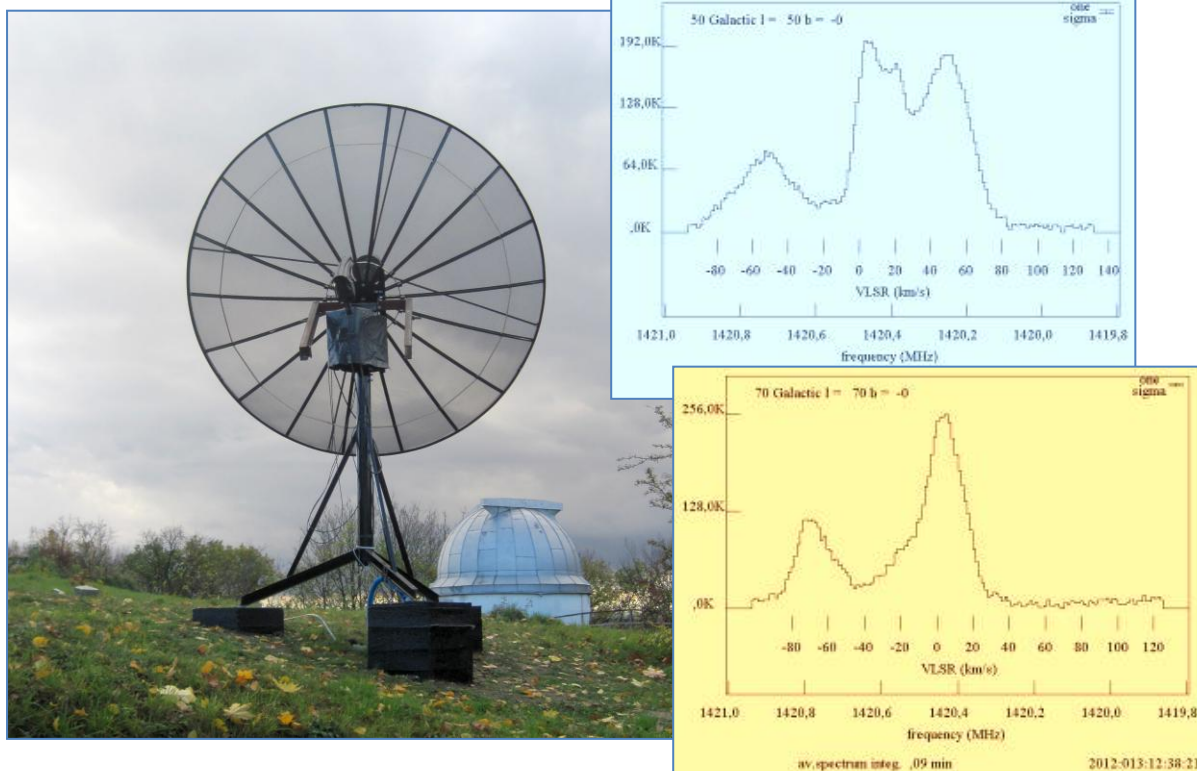 50 Galactic l = 50 b = -0
one
sigma
192,0K
128,0K
64,0K
,0K
-80 -60 -40 -20 0 20 40 60 80 100 120 140
VLSR (km/s)
1421,0 1420,8 1420,6 1420,4 1420,2 1420,0 1419,8
frequency (MHz)
70 Galactic l = 70 b = -0
one
sigma
256,0K
128,0K
,0K
-80 -60 -40 -20 0 20 40 60 80 100 120
VLSR (km/s)
1421,0 1420,8 1420,6 1420,4 1420,2 1420,0 1419,8
frequency (MHz)
av.spectrum integ. ,09 min 2012:013:12:38:21